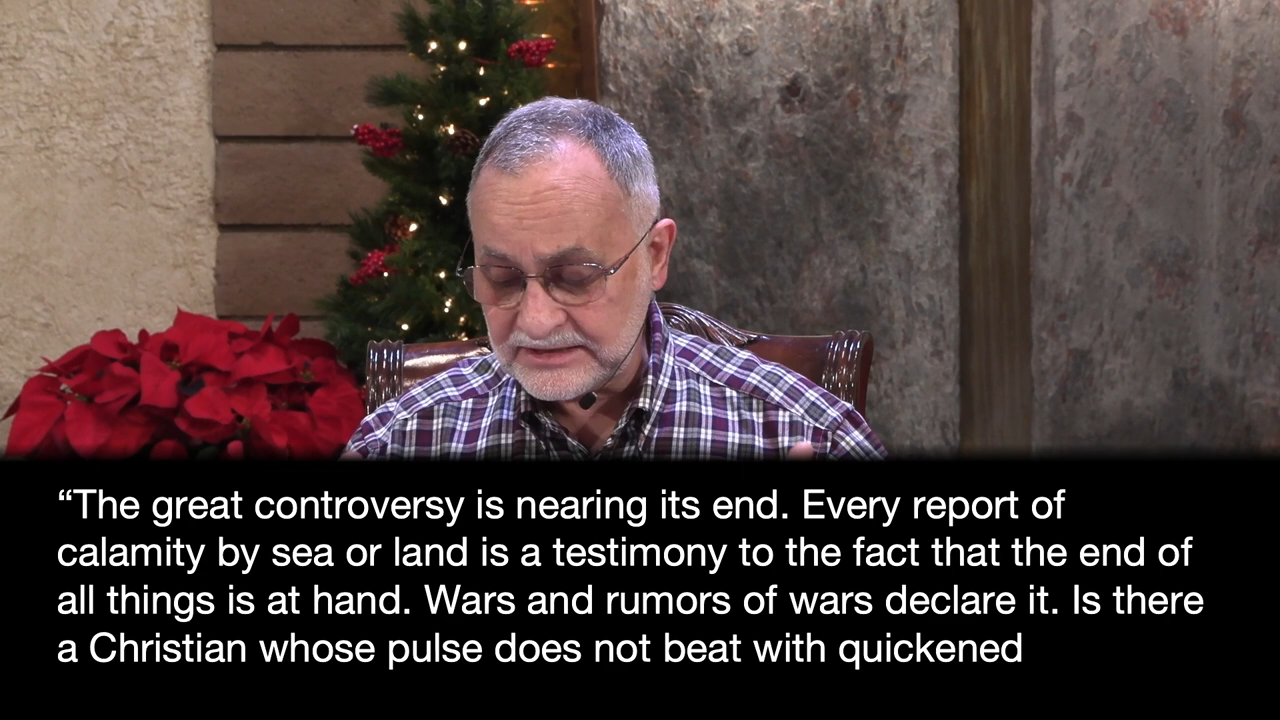 “The great controversy is nearing its end. Every report of
calamity by sea or land is a testimony to the fact that the end of
all things is at hand. Wars and rumors of wars declare it. Is there
a Christian whose pulse does not beat with quickened